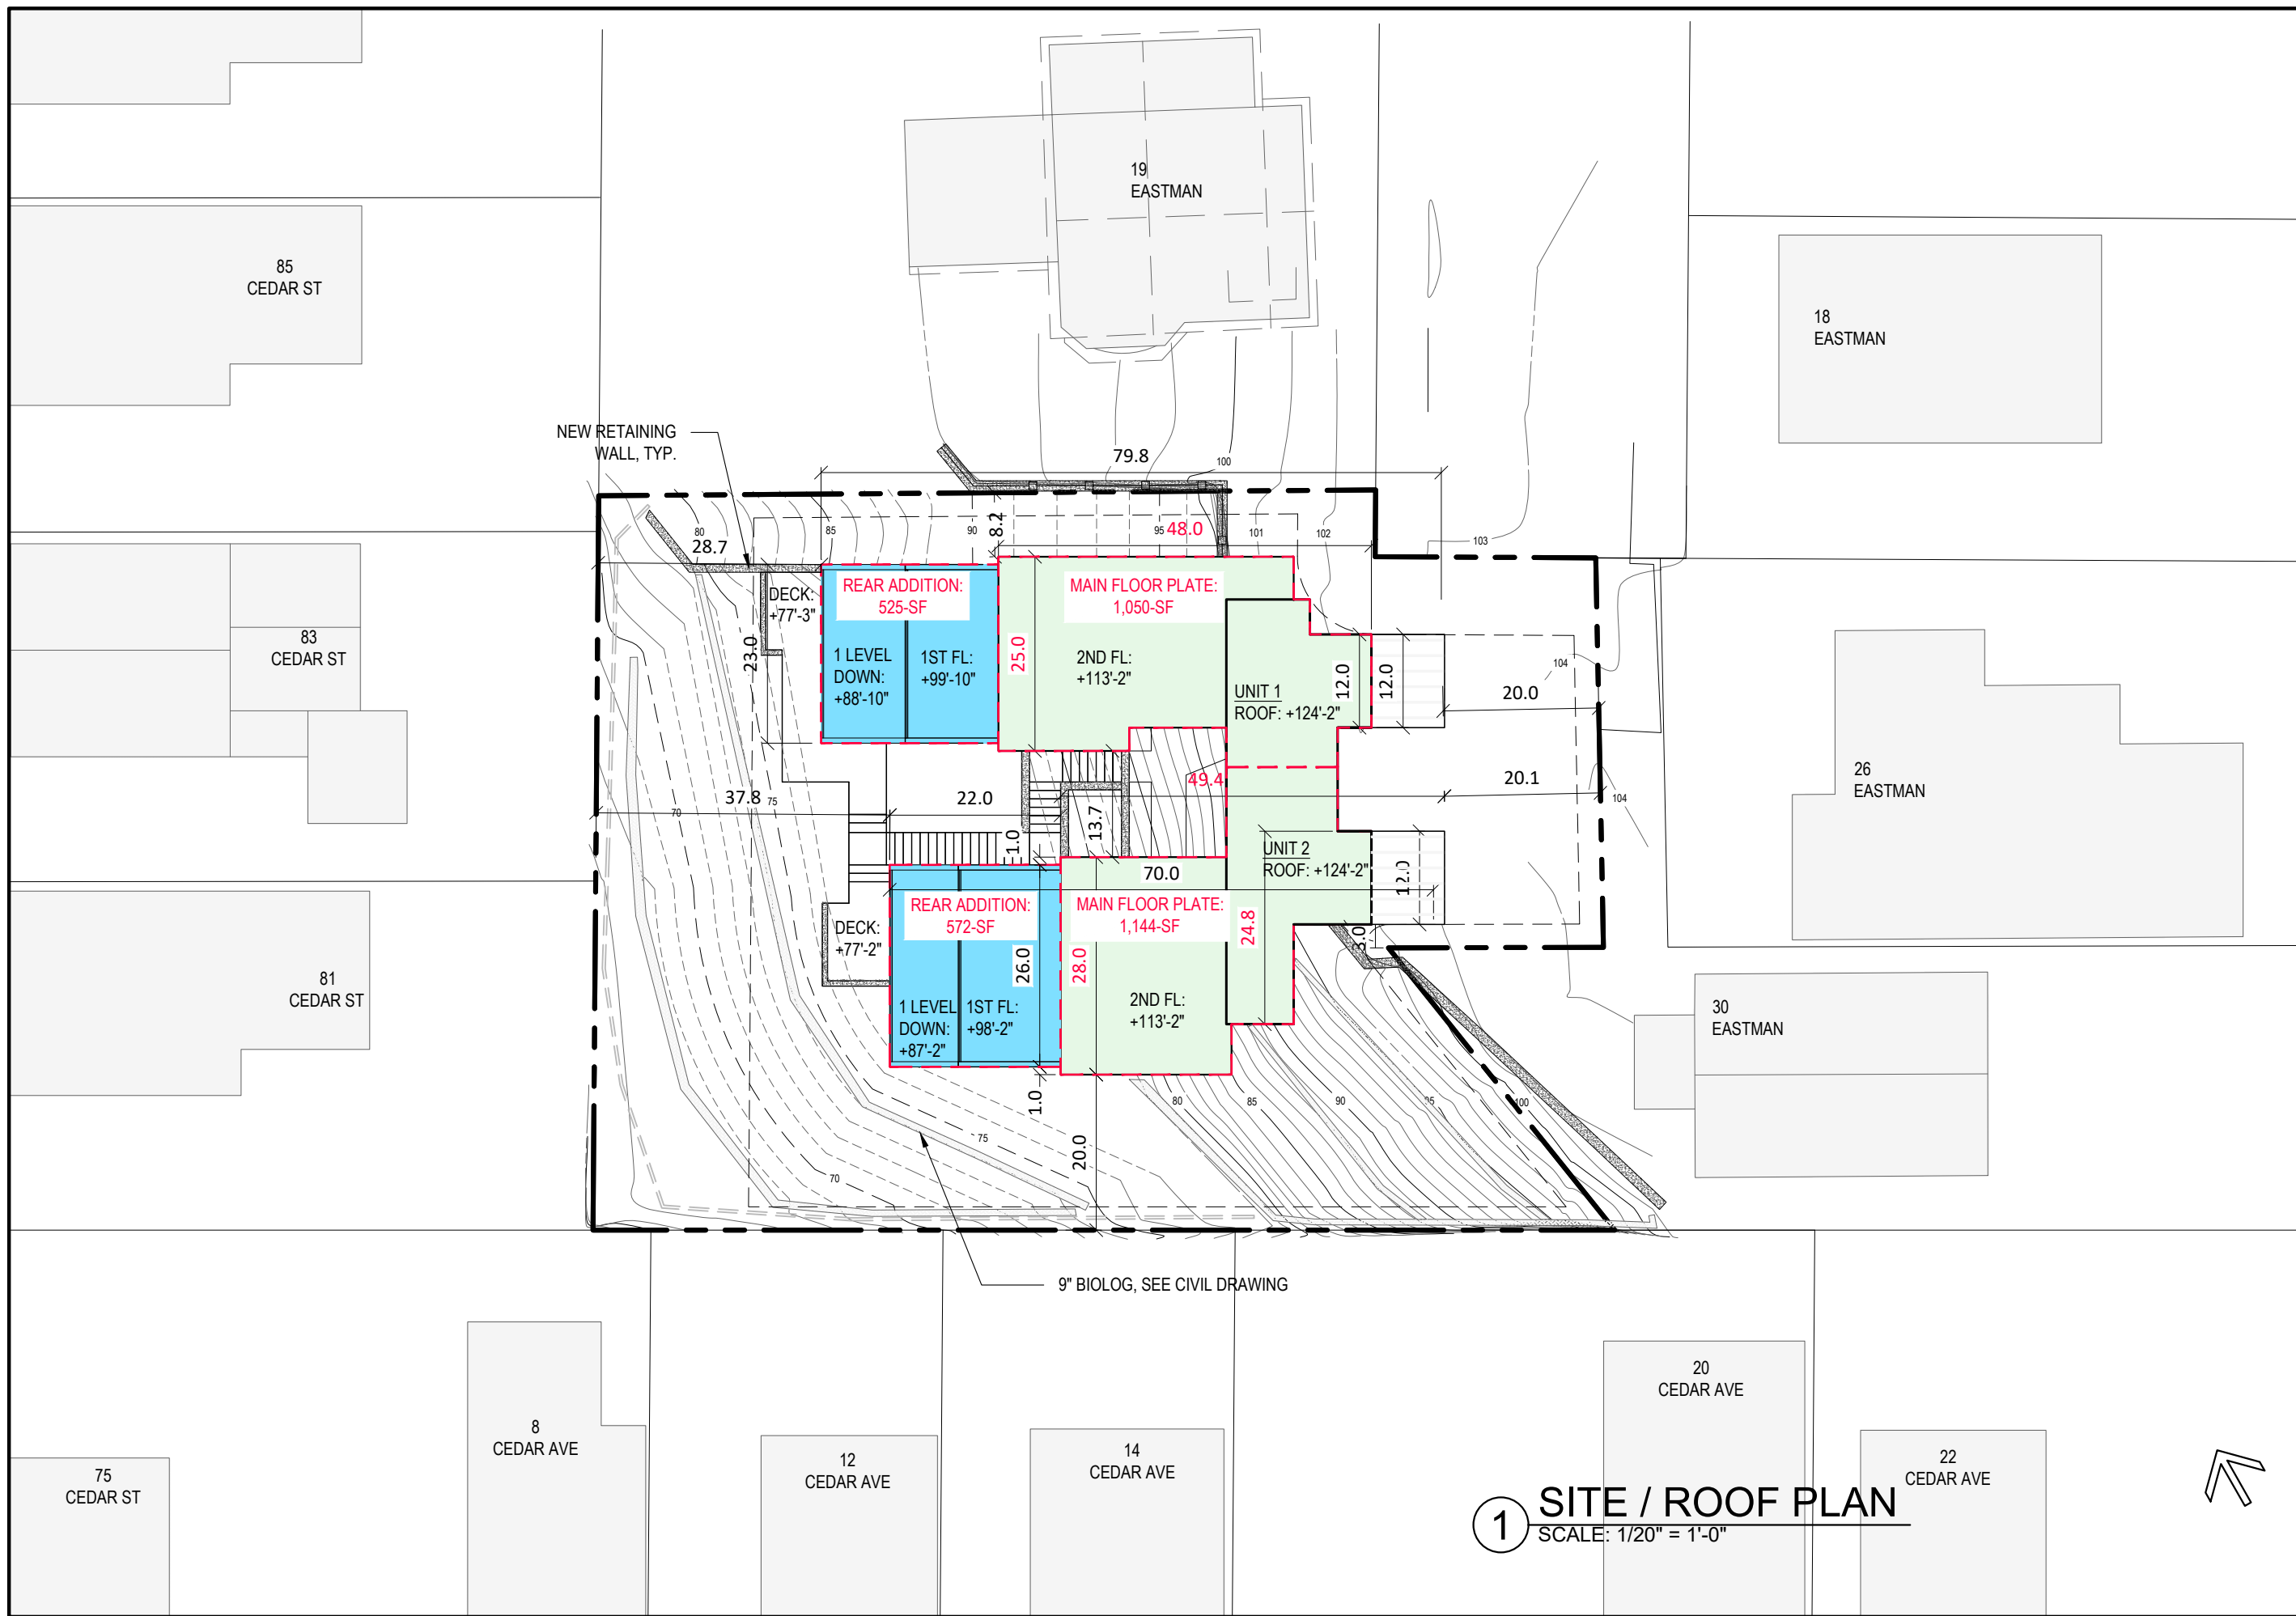 19
EASTMAN
85
CEDAR ST
18
EASTMAN
NEW RETAINING
WALL, TYP.
79.8
100
80
85
90
8.2
95
48.0
101
102
103
28.7
DECK:
+77'-3"
REAR ADDITION:
525-SF
MAIN FLOOR PLATE:
1,050-SF
83
CEDAR ST
23.0
1 LEVEL
DOWN:
+88'-10"
1ST FL:
+99'-10"
25.0
2ND FL:
+113'-2"
UNIT 1
ROOF: +124'-2"
12.0
12.0
104
20.0
37.8
75
70
22.0
49.4
20.1
104
26
EASTMAN
1.0
13.7
70.0
UNIT 2
ROOF: +124'-2"
12.0
REAR ADDITION:
572-SF
MAIN FLOOR PLATE:
1,144-SF
24.8
3.0
DECK:
+77'-2"
26.0
28.0
81
CEDAR ST
1 LEVEL
DOWN:
+87'-2"
1ST FL:
+98'-2"
2ND FL:
+113'-2"
30
EASTMAN
1.0
80
85
90
95
100
75
20.0
70
9" BIOLOG, SEE CIVIL DRAWING
8
CEDAR AVE
12
CEDAR AVE
14
CEDAR AVE
20
CEDAR AVE
22
CEDAR AVE
75
CEDAR ST
1
SITE / ROOF PLAN
SCALE: 1/20" = 1'-0"